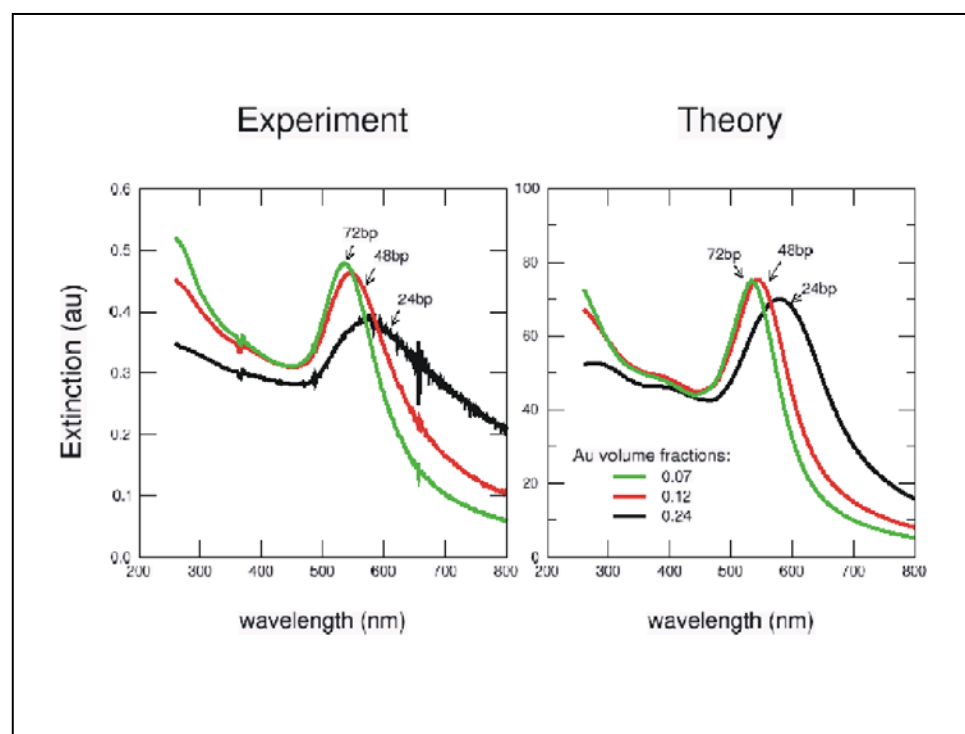 Experiment
Theory
0.6
0.5
0.4
0.3
0.2
0.1
0.0
200 300 400 500 600 700 800
72bp
48bp
24bp
Extinction (au)
wavelength (nm)
100
80
60
40
20
0
200 300 400 500 600 700 800
72bp
48bp
24bp
Au volume fractions:
0.07
0.12
0.24
wavelength (nm)